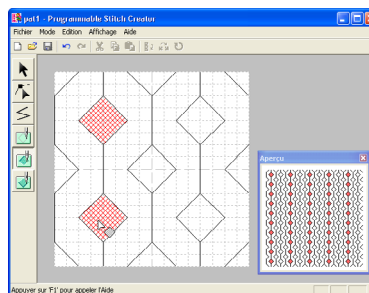 pat1 - Programmable Stitch Creator
Fichier Mode Edition Affichage Aide
Aperçu
Appuyer sur 'F1' pour appeler l'Aide